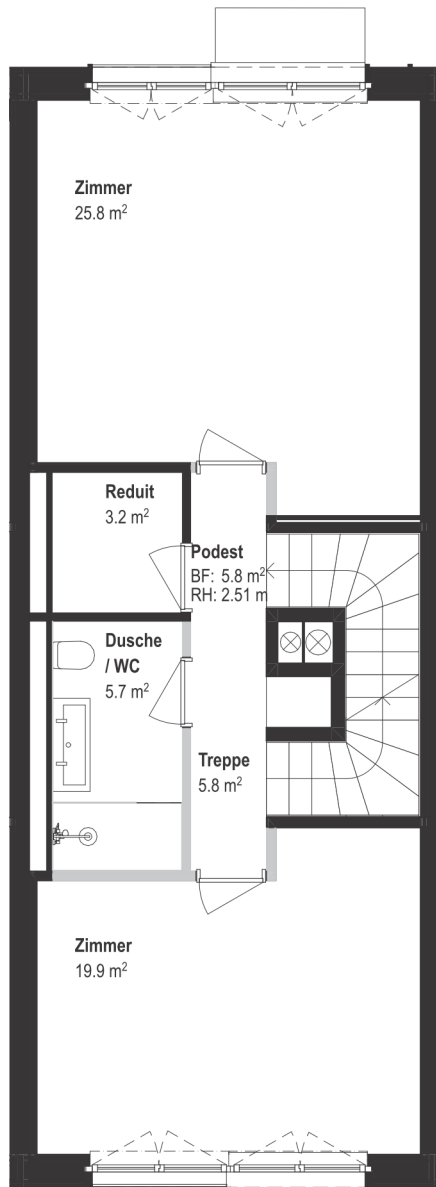 Zimmer
25.8 m²
Reduit
3.2 m²
Podest
BF: 5.8 m²
RH: 2.51 m
Dusche
/ WC
5.7 m²
Treppe
5.8 m²
Zimmer
19.9 m²